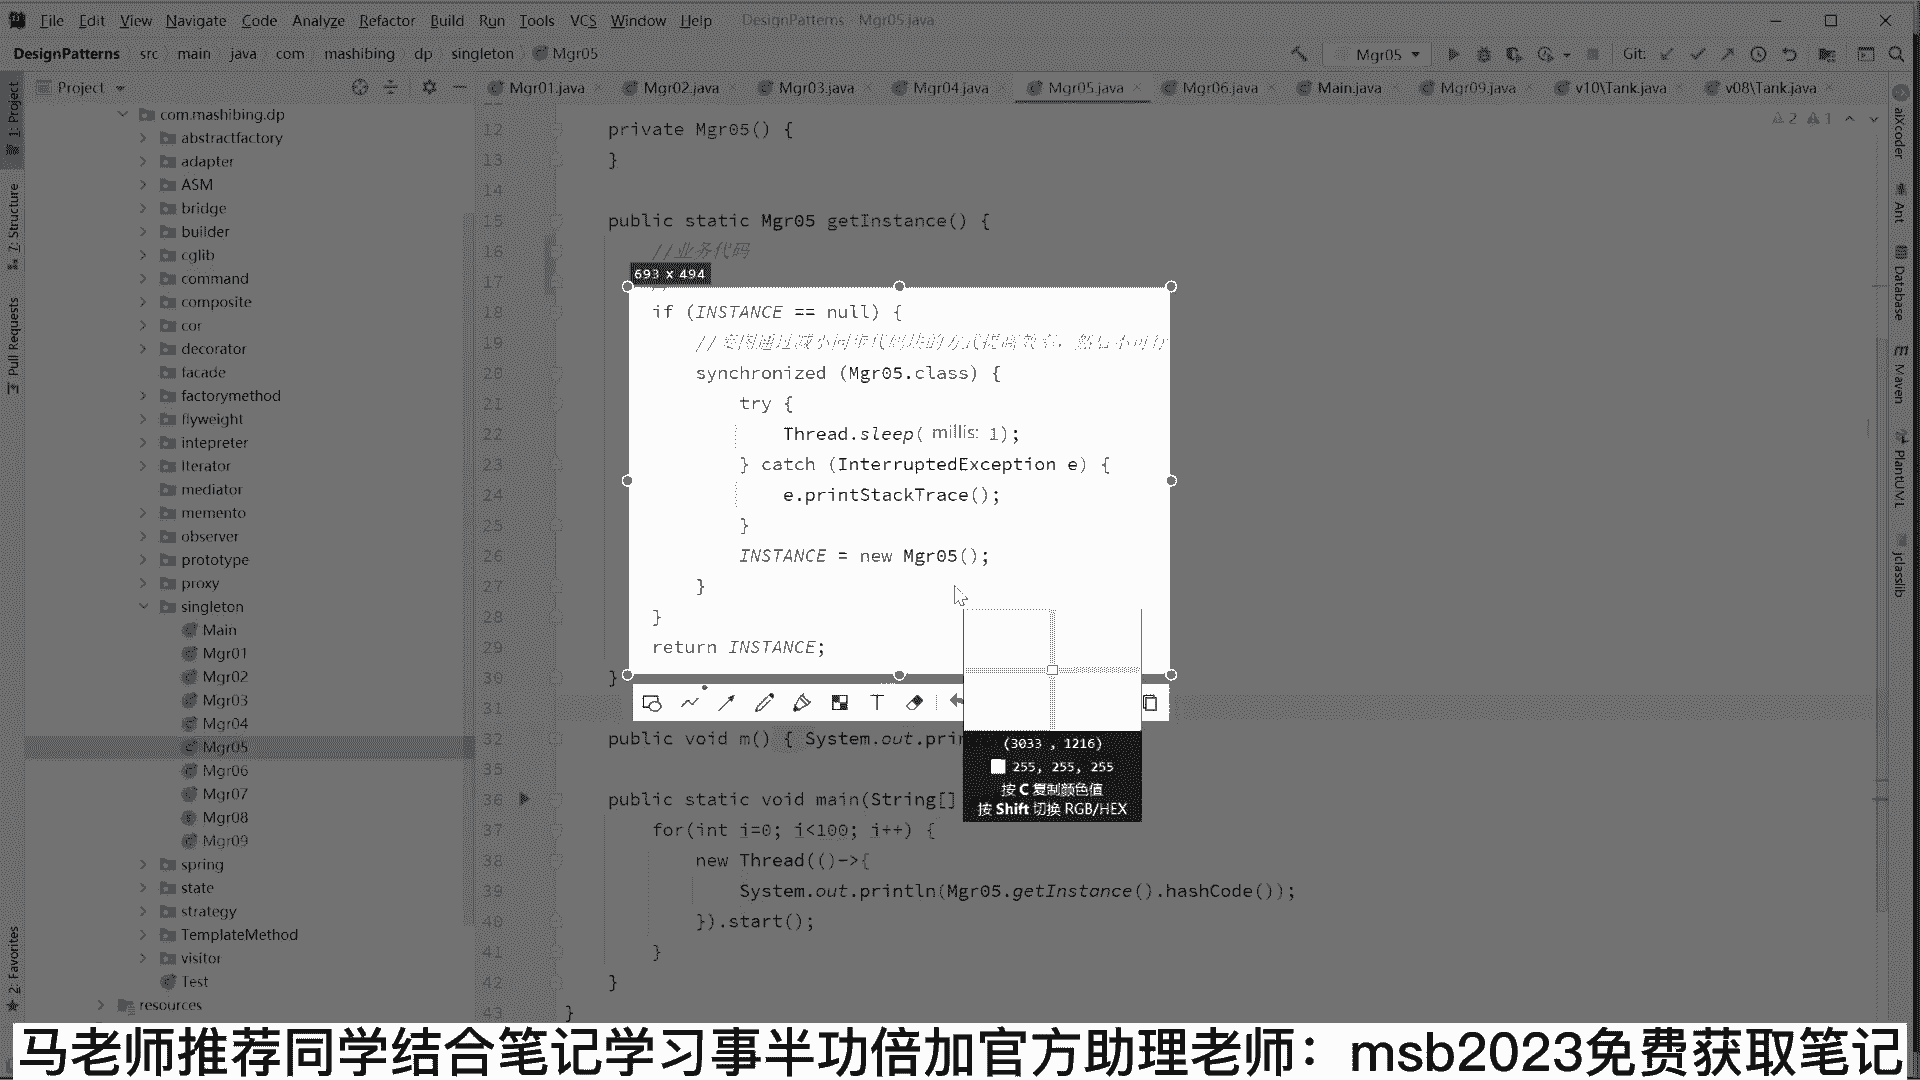 File Edit View Navigate Code Analyze Refactor Build Run Tools VCS Window Help DesignPatterns - Mgr05.java
DesignPatterns src main java com mashibing dp singleton Mgr05
Mgr05
Git:
Project
Mgr01.java Mgr02.java Mgr03.java Mgr04.java Mgr05.java Mgr06.java Main.java Mgr09.java v10\Tank.java v08\Tank.java
1: Project
7: Structure
Pull Requests
2: Favorites
com.mashibing.dp
abstractfactory
adapter
ASM
bridge
builder
cglib
command
composite
cor
decorator
facade
factorymethod
flyweight
intepreter
Iterator
mediator
memento
observer
prototype
proxy
singleton
Main
Mgr01
Mgr02
Mgr03
Mgr04
Mgr05
Mgr06
Mgr07
Mgr08
Mgr09
spring
state
strategy
TemplateMethod
visitor
Test
resources
2 1
12 private Mgr05() {
13 }
14
15 public static Mgr05 getInstance() {
16 //业务代码
693 x 494
17 //
18 if (INSTANCE == null) {
19 //妄图通过减小同步代码块的方式提高效率，然后不可行
20 synchronized (Mgr05.class) {
21 try {
22 Thread.sleep( millis: 1);
23 } catch (InterruptedException e) {
24 e.printStackTrace();
25 }
26 INSTANCE = new Mgr05();
27 }
28 }
29 return INSTANCE;
30 }
31
32 public void m() { System.out.prin
35
36 public static void main(String[]
37 for(int i=0; i<100; i++) {
38 new Thread(()->{
39 System.out.println(Mgr05.getInstance().hashCode());
40 }).start();
41 }
42 }
43 }
(3033 , 1216)
255, 255, 255
按 C 复制颜色值
按 Shift 切换 RGB/HEX
aiXcoder
Ant
Database
Maven
PlantUML
jclasslib
马老师推荐同学结合笔记学习事半功倍加官方助理老师：msb2023免费获取笔记